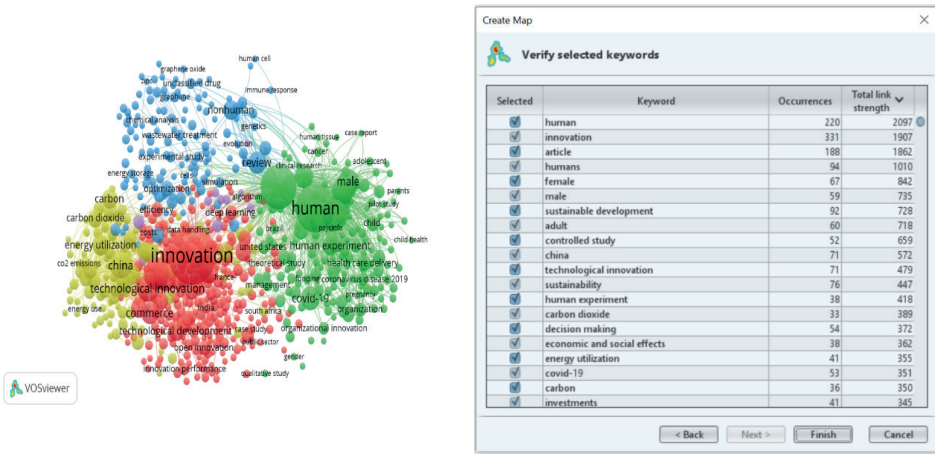 human cell
graphene oxide
unclassified drug
immune response
graphene
nonhuman
chemical analysis
genetics
wastewater treatment
human tissue
case report
evolution
cancer
experimental study
review
clinical research
adolescent
energy storage
cells
simulation
male
parents
carbon
optimization
algorithm
pilot study
efficiency
deep learning
human
carbon dioxide
costs
data handling
brazil
psycardle
child
energy utilization
innovation
united states
human experiment
child health
co2 emissions
china
theoretical study
health care delivery
france
funding
coronavirus disease 2019
technological innovation
management
pregnancy
covid-19
energy use
commerce
india
south africa
organization
technological development
case study
organizational innovation
open innovation
public sector
gender
innovation performance
qualitative study
VOSviewer
Create Map
Verify selected keywords
Selected Keyword Occurrences Total link strength
human 220 2097
innovation 331 1907
article 188 1862
humans 94 1010
female 67 842
male 59 735
sustainable development 92 728
adult 60 718
controlled study 52 659
china 71 572
technological innovation 71 479
sustainability 76 447
human experiment 38 418
carbon dioxide 33 389
decision making 54 372
economic and social effects 38 362
energy utilization 41 355
covid-19 53 351
carbon 36 350
investments 41 345
< Back Next > Finish Cancel